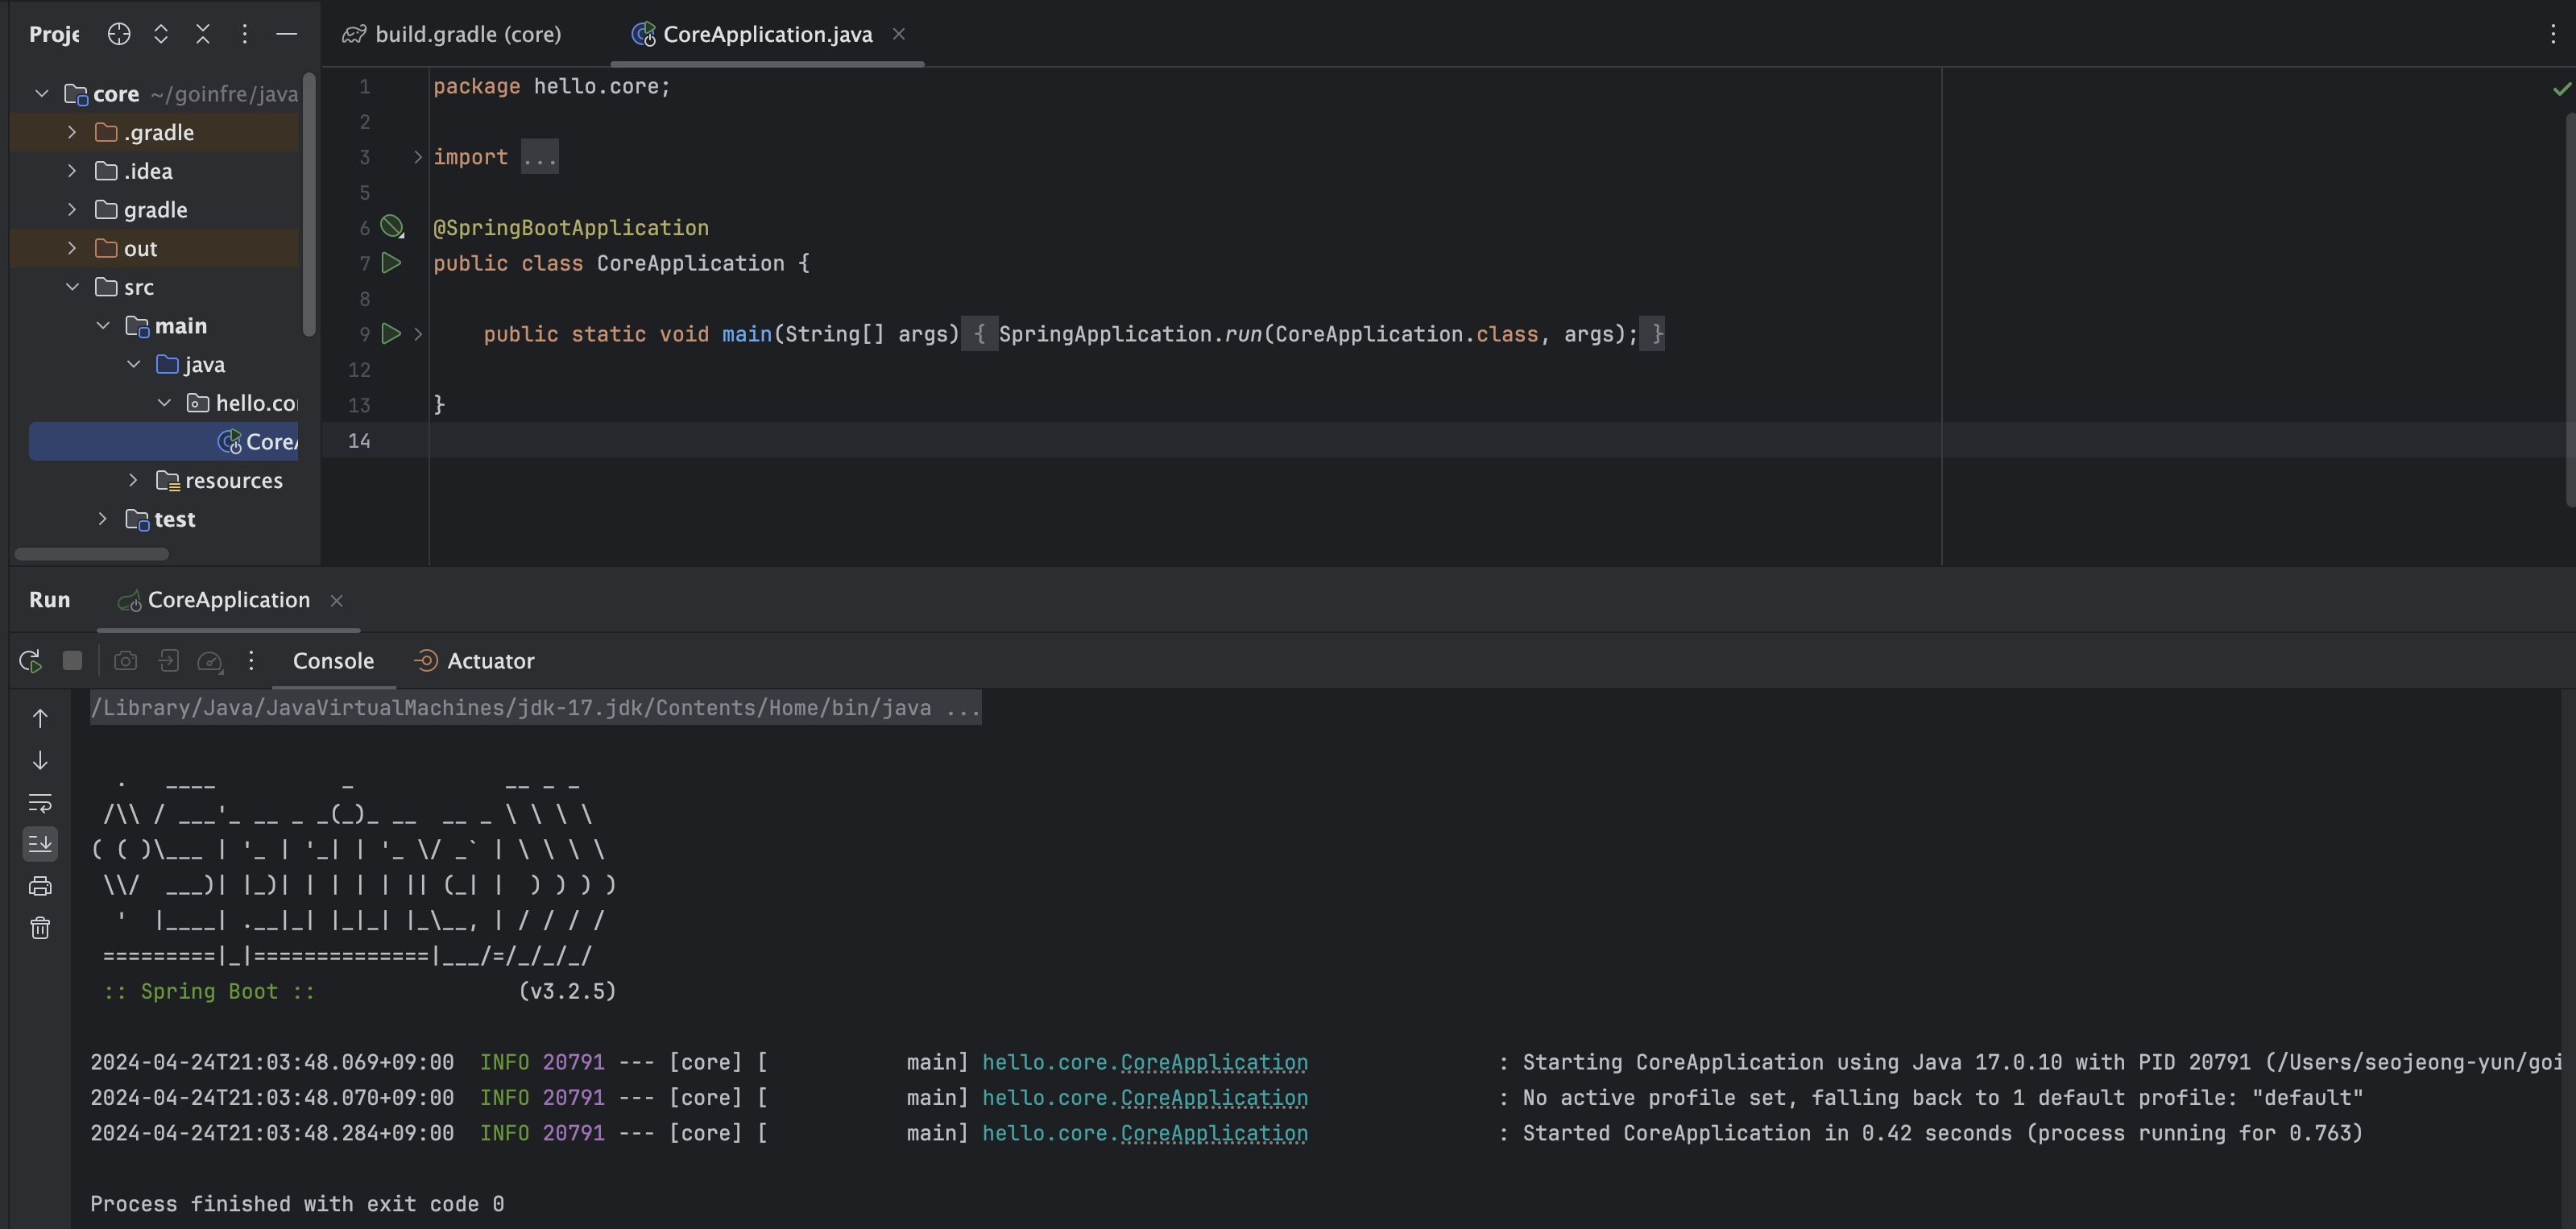 Proje
build.gradle (core)
CoreApplication.java
core ~/goinfre/java
.gradle
.idea
gradle
out
src
main
java
hello.co
Core
resources
test
1 package hello.core;
2
3 import ...
5
6 @SpringBootApplication
7 public class CoreApplication {
8
9 public static void main(String[] args) { SpringApplication.run(CoreApplication.class, args); }
12
13 }
14
Run CoreApplication
Console Actuator
/Library/Java/JavaVirtualMachines/jdk-17.jdk/Contents/Home/bin/java ...
  .   ____          _            __ _ _
 /\\ / ___'_ __ _ _(_)_ __  __ _ \ \ \ \
( ( )\___ | '_ | '_| | '_ \/ _` | \ \ \ \
 \\/  ___)| |_)| | | | | || (_| |  ) ) ) )
  '  |____| .__|_| |_|_| |_\__, | / / / /
 =========|_|==============|___/=/_/_/_/
 :: Spring Boot ::                (v3.2.5)
2024-04-24T21:03:48.069+09:00  INFO 20791 --- [core] [           main] hello.core.CoreApplication               : Starting CoreApplication using Java 17.0.10 with PID 20791 (/Users/seojeong-yun/goi
2024-04-24T21:03:48.070+09:00  INFO 20791 --- [core] [           main] hello.core.CoreApplication               : No active profile set, falling back to 1 default profile: "default"
2024-04-24T21:03:48.284+09:00  INFO 20791 --- [core] [           main] hello.core.CoreApplication               : Started CoreApplication in 0.42 seconds (process running for 0.763)
Process finished with exit code 0